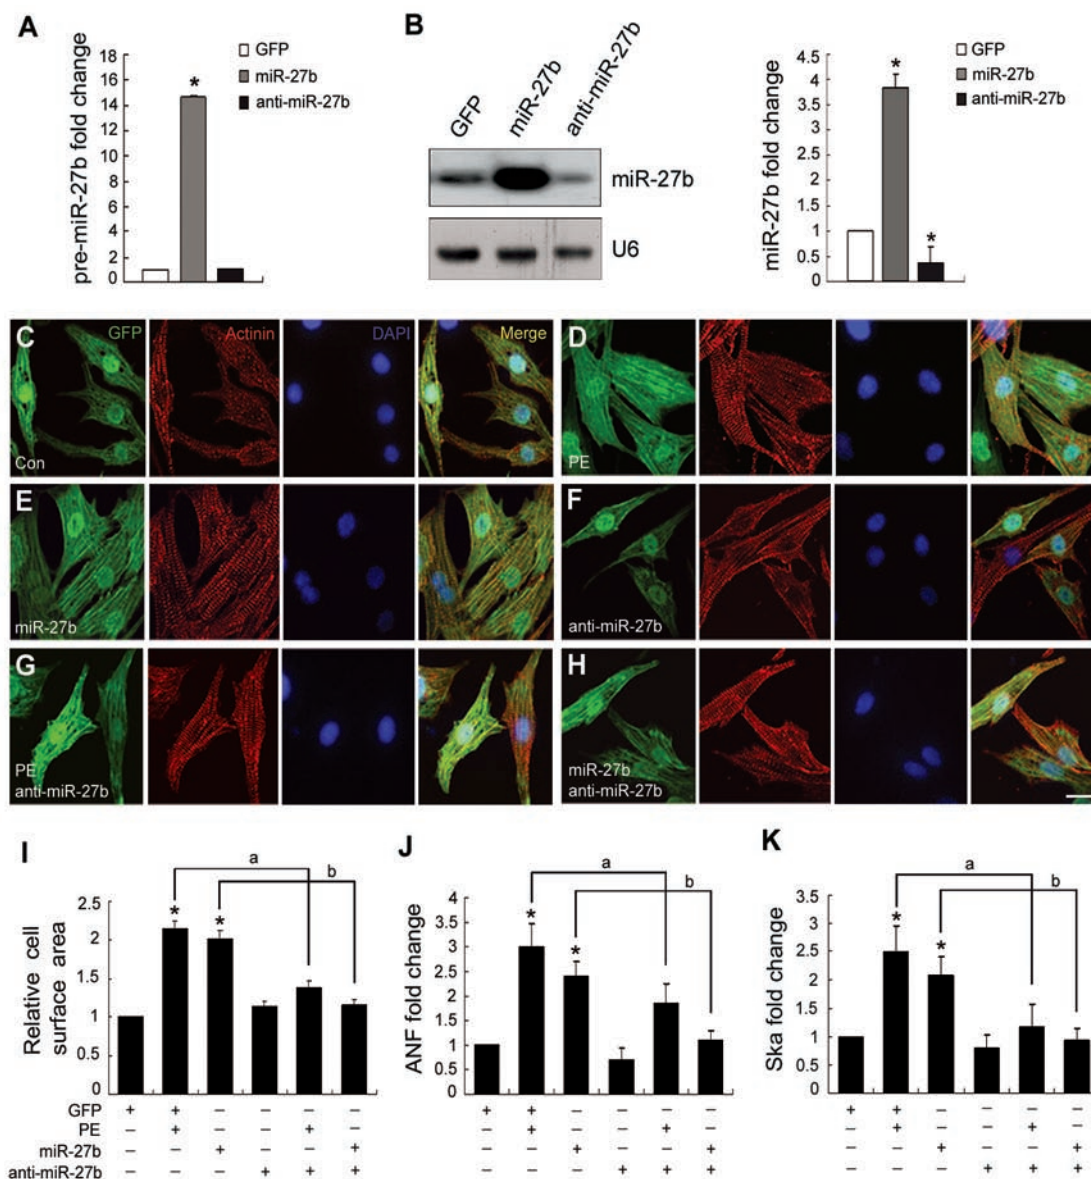 A
pre-miR-27b fold change
18
16
14
12
10
8
6
4
2
0
*
GFP
miR-27b
anti-miR-27b
B
GFP
miR-27b
anti-miR-27b
miR-27b
U6
miR-27b fold change
4.5
4
3.5
3
2.5
2
1.5
1
0.5
0
*
*
GFP
miR-27b
anti-miR-27b
C
GFP
Actinin
DAPI
Merge
Con
D
PE
E
miR-27b
F
anti-miR-27b
G
PE
anti-miR-27b
H
miR-27b
anti-miR-27b
I
a
b
Relative cell
surface area
2.5
2
1.5
1
0.5
0
*
*
GFP + + – – – –
PE – + – – + –
miR-27b – – + – – +
anti-miR-27b – – – + + +
J
a
b
ANF fold change
4
3.5
3
2.5
2
1.5
1
0.5
0
*
*
+ + – – – –
– + – – + –
– – + – – +
– – – + + +
K
a
b
Ska fold change
3.5
3
2.5
2
1.5
1
0.5
0
*
*
+ + – – – –
– + – – + –
– – + – – +
– – – + + +